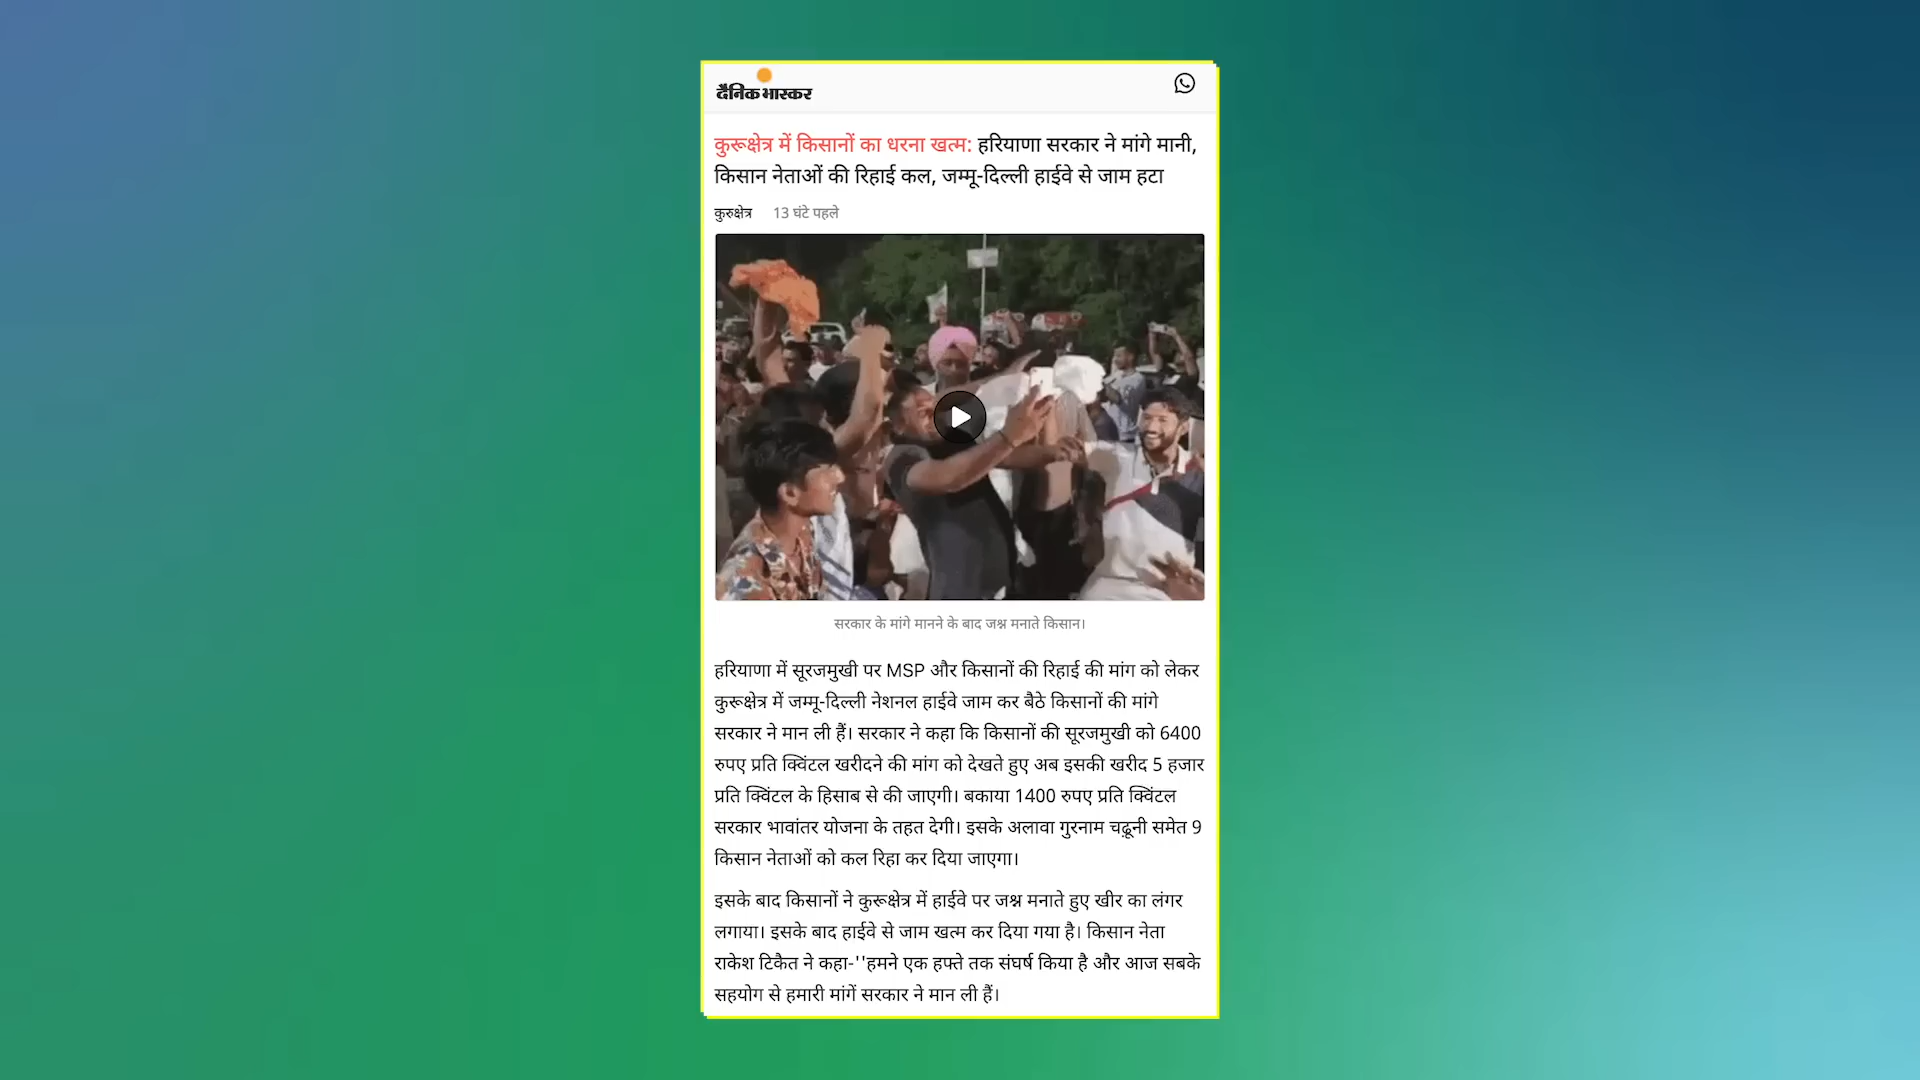 दैनिक भास्कर
कुरूक्षेत्र में किसानों का धरना खत्म: हरियाणा सरकार ने मांगे मानी,
किसान नेताओं की रिहाई कल, जम्मू-दिल्ली हाईवे से जाम हटा
कुरुक्षेत्र 13 घंटे पहले
सरकार के मांगे मानने के बाद जश्न मनाते किसान।
हरियाणा में सूरजमुखी पर MSP और किसानों की रिहाई की मांग को लेकर
कुरूक्षेत्र में जम्मू-दिल्ली नेशनल हाईवे जाम कर बैठे किसानों की मांगे
सरकार ने मान ली हैं। सरकार ने कहा कि किसानों की सूरजमुखी को 6400
रुपए प्रति क्विंटल खरीदने की मांग को देखते हुए अब इसकी खरीद 5 हजार
प्रति क्विंटल के हिसाब से की जाएगी। बकाया 1400 रुपए प्रति क्विंटल
सरकार भावांतर योजना के तहत देगी। इसके अलावा गुरनाम चढ़ूनी समेत 9
किसान नेताओं को कल रिहा कर दिया जाएगा।
इसके बाद किसानों ने कुरूक्षेत्र में हाईवे पर जश्न मनाते हुए खीर का लंगर
लगाया। इसके बाद हाईवे से जाम खत्म कर दिया गया है। किसान नेता
राकेश टिकैत ने कहा-''हमने एक हफ्ते तक संघर्ष किया है और आज सबके
सहयोग से हमारी मांगें सरकार ने मान ली हैं।